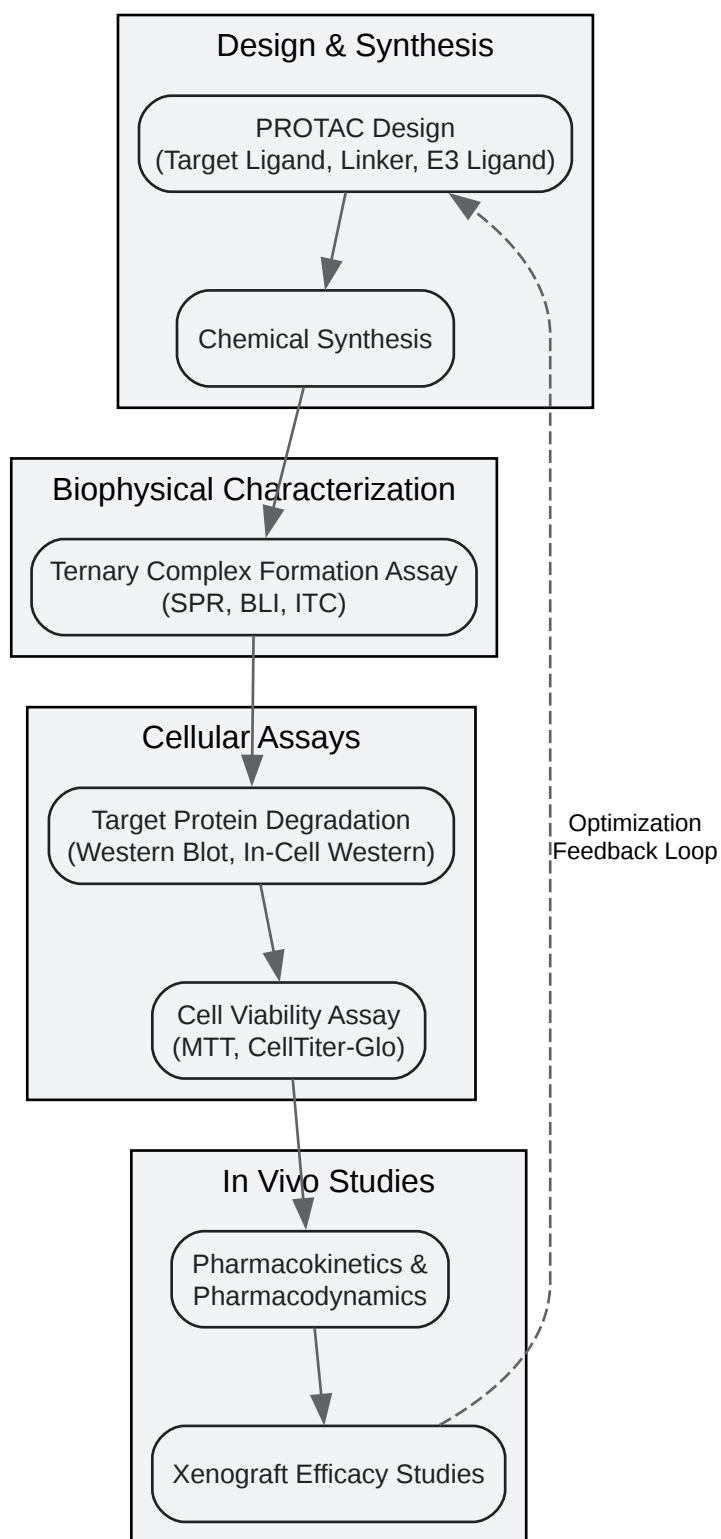 Design & Synthesis
PROTAC Design
(Target Ligand, Linker, E3 Ligand)
Chemical Synthesis
Biophysical Characterization
Ternary Complex Formation Assay
(SPR, BLI, ITC)
Cellular Assays
Target Protein Degradation
(Western Blot, In-Cell Western)
Optimization
Feedback Loop
Cell Viability Assay
(MTT, CellTiter-Glo)
In Vivo Studies
Pharmacokinetics &
Pharmacodynamics
Xenograft Efficacy Studies